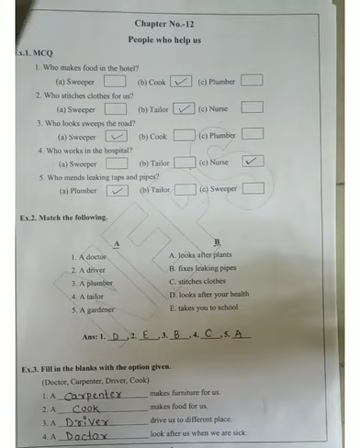 Chapter No.-12
People who help us
Ex.1. MCQ
1. Who makes food in the hotel?
(a) Sweeper (b) Cook ✓ (c) Plumber
2. Who stitches clothes for us?
(a) Sweeper (b) Tailor ✓ (c) Nurse
3. Who looks sweeps the road?
(a) Sweeper ✓ (b) Cook (c) Plumber
4. Who works in the hospital?
(a) Sweeper (b) Tailor (c) Nurse ✓
5. Who mends leaking taps and pipes?
(a) Plumber ✓ (b) Tailor (c) Sweeper
Ex.2. Match the following.
A B
1. A doctor A. looks after plants
2. A driver B. fixes leaking pipes
3. A plumber C. stitches clothes
4. A tailor D. looks after your health
5. A gardener E. takes you to school
Ans: 1. D, 2. E, 3. B, 4. C, 5. A
Ex.3. Fill in the blanks with the option given.
(Doctor, Carpenter, Driver, Cook)
1. A Carpenter makes furniture for us.
2. A Cook makes food for us.
3. A Driver drive us to different place.
4. A Doctor look after us when we are sick.